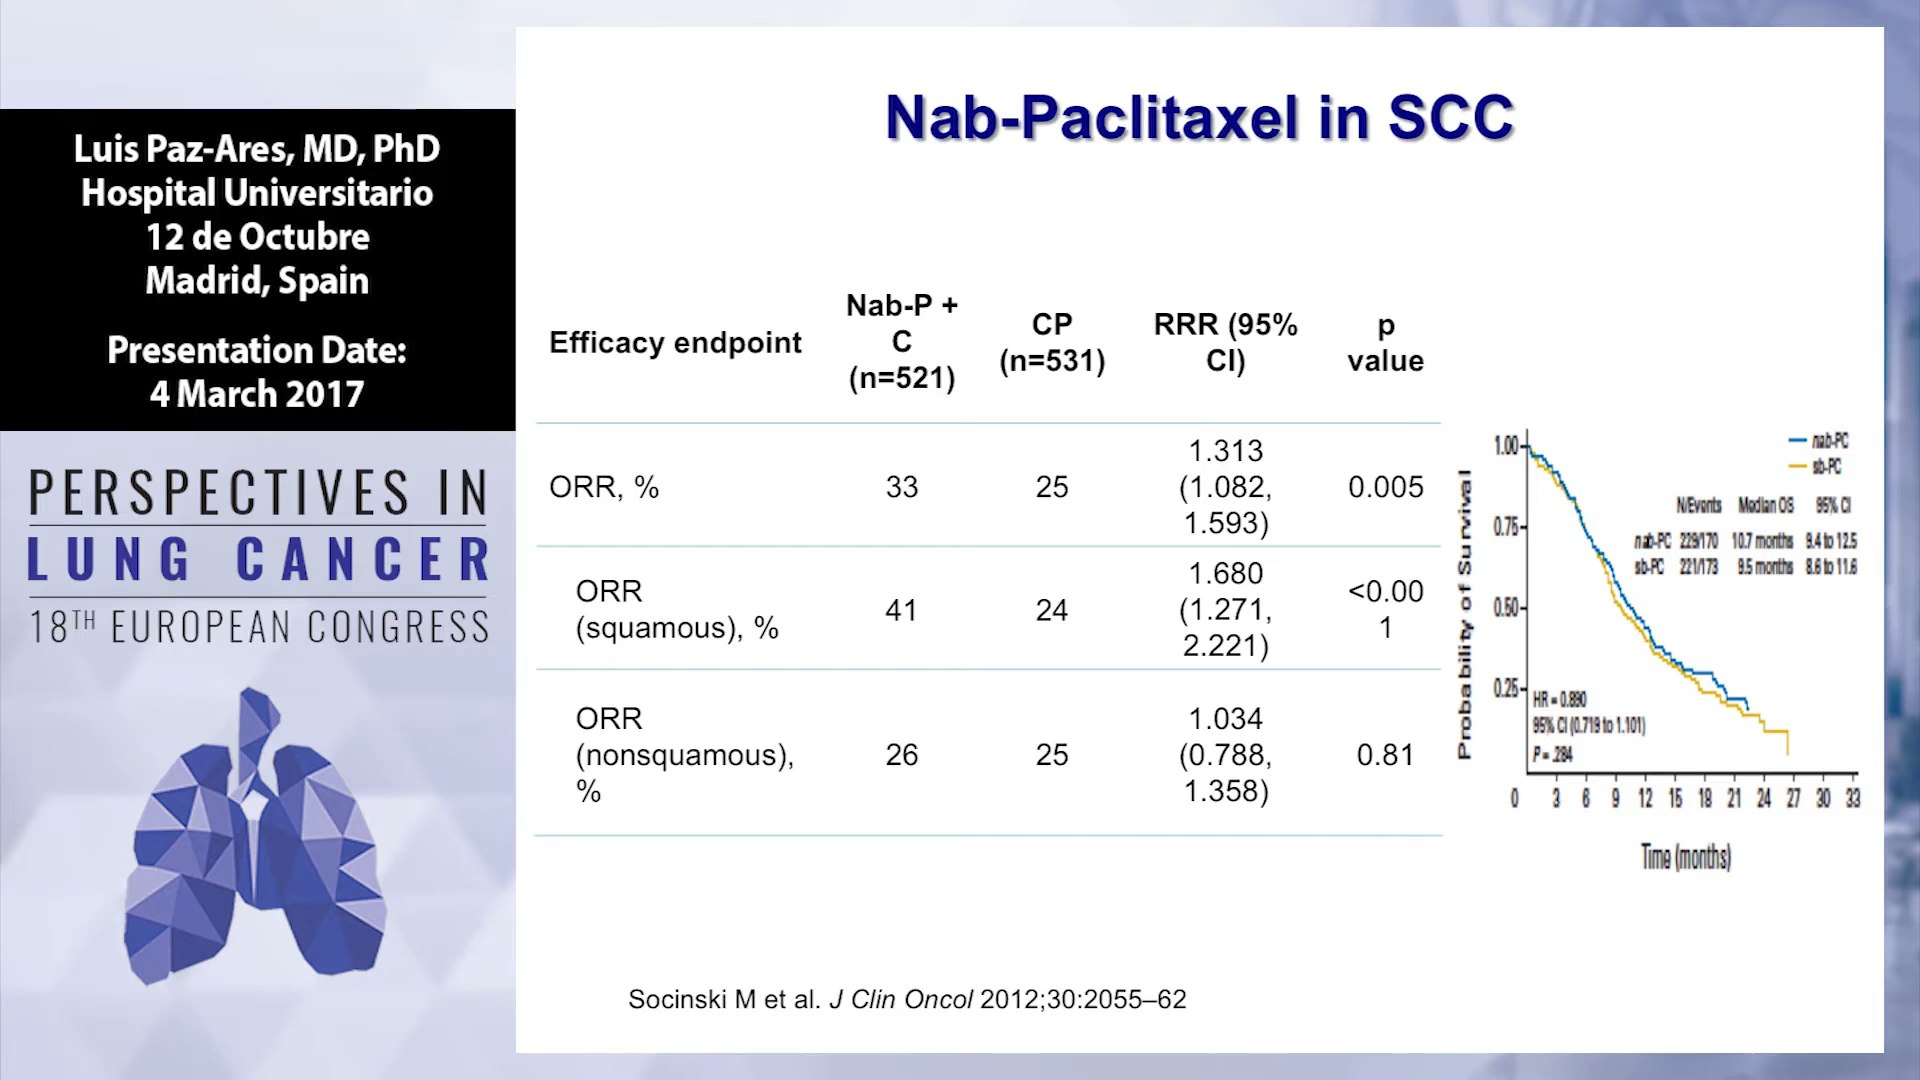 Luis Paz-Ares, MD, PhD
Hospital Universitario
12 de Octubre
Madrid, Spain
Presentation Date:
4 March 2017
PERSPECTIVES IN
LUNG CANCER
18TH EUROPEAN CONGRESS
Nab-Paclitaxel in SCC
Efficacy endpoint
Nab-P +
C
(n=521)
CP
(n=531)
RRR (95%
CI)
p
value
ORR, %
33
25
1.313
(1.082,
1.593)
0.005
ORR
(squamous), %
41
24
1.680
(1.271,
2.221)
<0.00
1
ORR
(nonsquamous),
%
26
25
1.034
(0.788,
1.358)
0.81
Probability of Survival
1.00
0.75
0.50
0.25
nab-PC
sb-PC
N/Events Median OS 95% CI
nab-PC 229/170 10.7 months 9.4 to 12.5
sb-PC 221/173 9.5 months 8.6 to 11.6
HR = 0.890
95% CI (0.719 to 1.101)
P = .284
0 3 6 9 12 15 18 21 24 27 30 33
Time (months)
Socinski M et al. J Clin Oncol 2012;30:2055–62